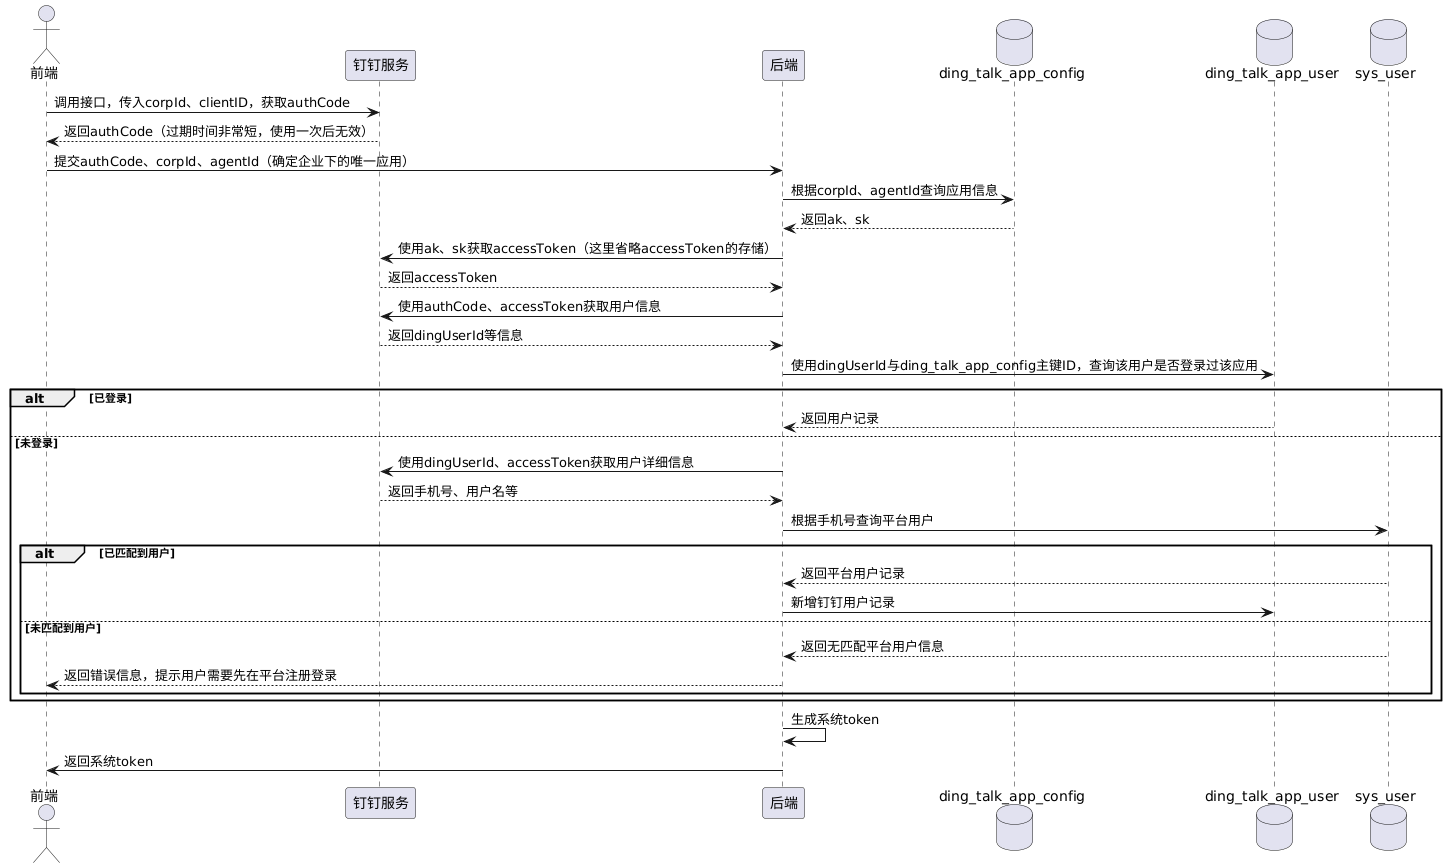 前端
钉钉服务
后端
ding_talk_app_config
ding_talk_app_user
sys_user
调用接口，传入corpId、clientID，获取authCode
返回authCode（过期时间非常短，使用一次后无效）
提交authCode、corpId、agentId（确定企业下的唯一应用）
根据corpId、agentId查询应用信息
返回ak、sk
使用ak、sk获取accessToken（这里省略accessToken的存储）
返回accessToken
使用authCode、accessToken获取用户信息
返回dingUserId等信息
使用dingUserId与ding_talk_app_config主键ID，查询该用户是否登录过该应用
alt [已登录]
返回用户记录
[未登录]
使用dingUserId、accessToken获取用户详细信息
返回手机号、用户名等
根据手机号查询平台用户
alt [已匹配到用户]
返回平台用户记录
新增钉钉用户记录
[未匹配到用户]
返回无匹配平台用户信息
返回错误信息，提示用户需要先在平台注册登录
生成系统token
返回系统token
前端
钉钉服务
后端
ding_talk_app_config
ding_talk_app_user
sys_user